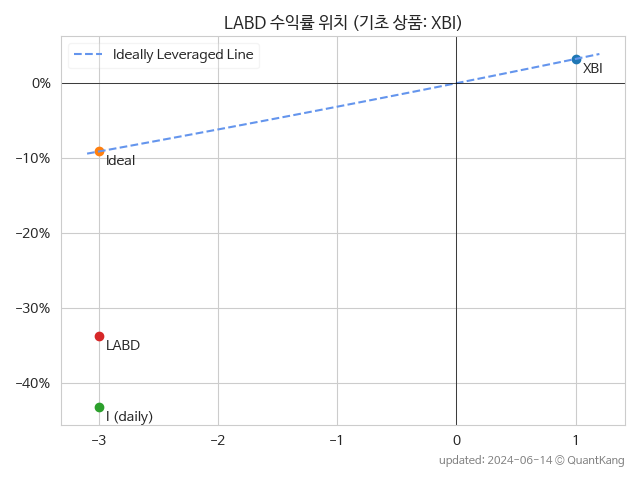 LABD 수익률 위치 (기초 상품: XBI)
Ideally Leveraged Line
XBI
0%
Ideal
-10%
-20%
-30%
LABD
-40%
I (daily)
-3
-2
-1
0
1
updated: 2024-06-14 © QuantKang